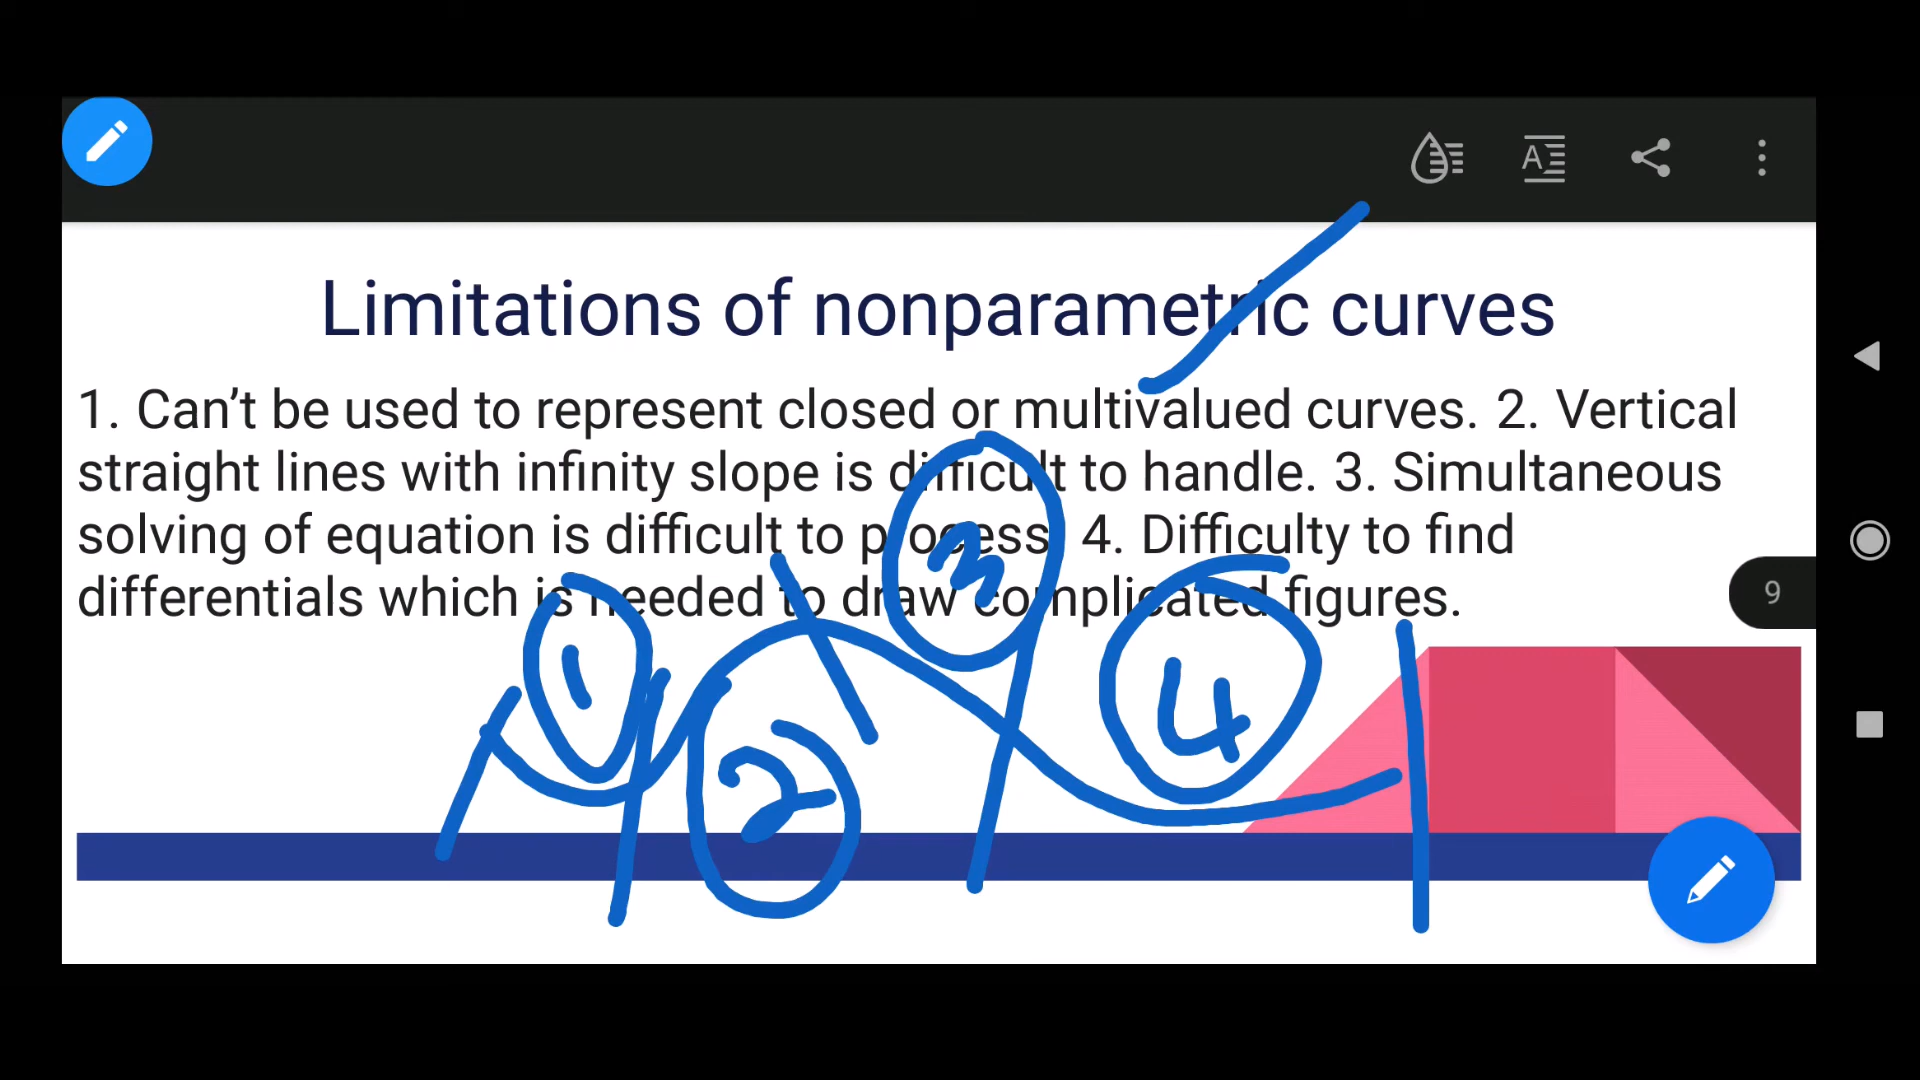 Limitations of nonparametric curves
1. Can’t be used to represent closed or multivalued curves. 2. Vertical
straight lines with infinity slope is difficult to handle. 3. Simultaneous
solving of equation is difficult to process. 4. Difficulty to find
differentials which is needed to draw complicated figures.
9
3
1
4
2